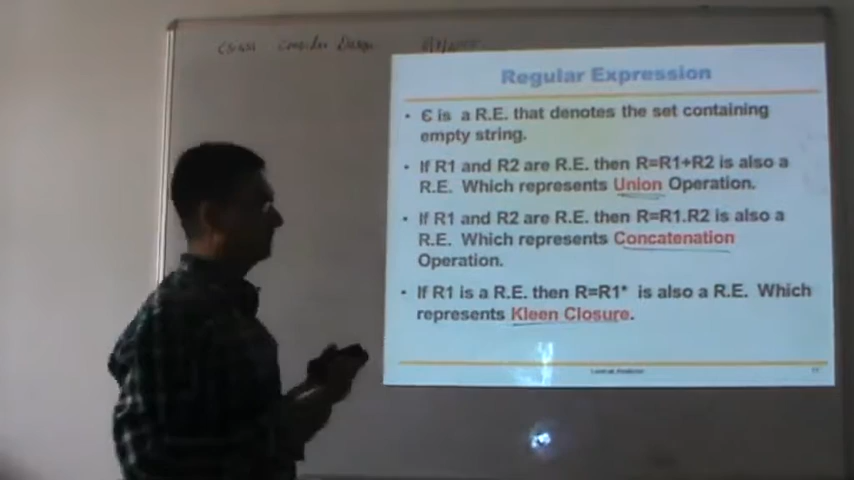 Regular Expression
• Є is a R.E. that denotes the set containing
empty string.
• If R1 and R2 are R.E. then R=R1+R2 is also a
R.E. Which represents Union Operation.
• If R1 and R2 are R.E. then R=R1.R2 is also a
R.E. Which represents Concatenation
Operation.
• If R1 is a R.E. then R=R1* is also a R.E. Which
represents Kleen Closure.